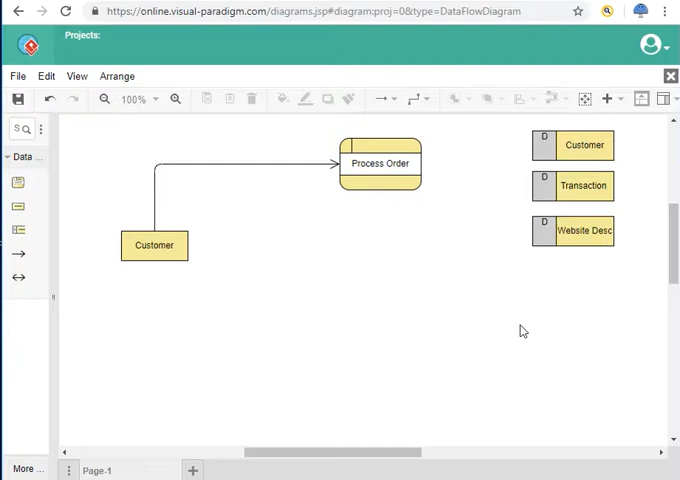 https://online.visual-paradigm.com/diagrams.jsp#diagram:proj=0&type=DataFlowDiagram
Projects:
File Edit View Arrange
100%
S
Data ...
Process Order
Customer
D Customer
D Transaction
D Website Desc
More ...
Page-1